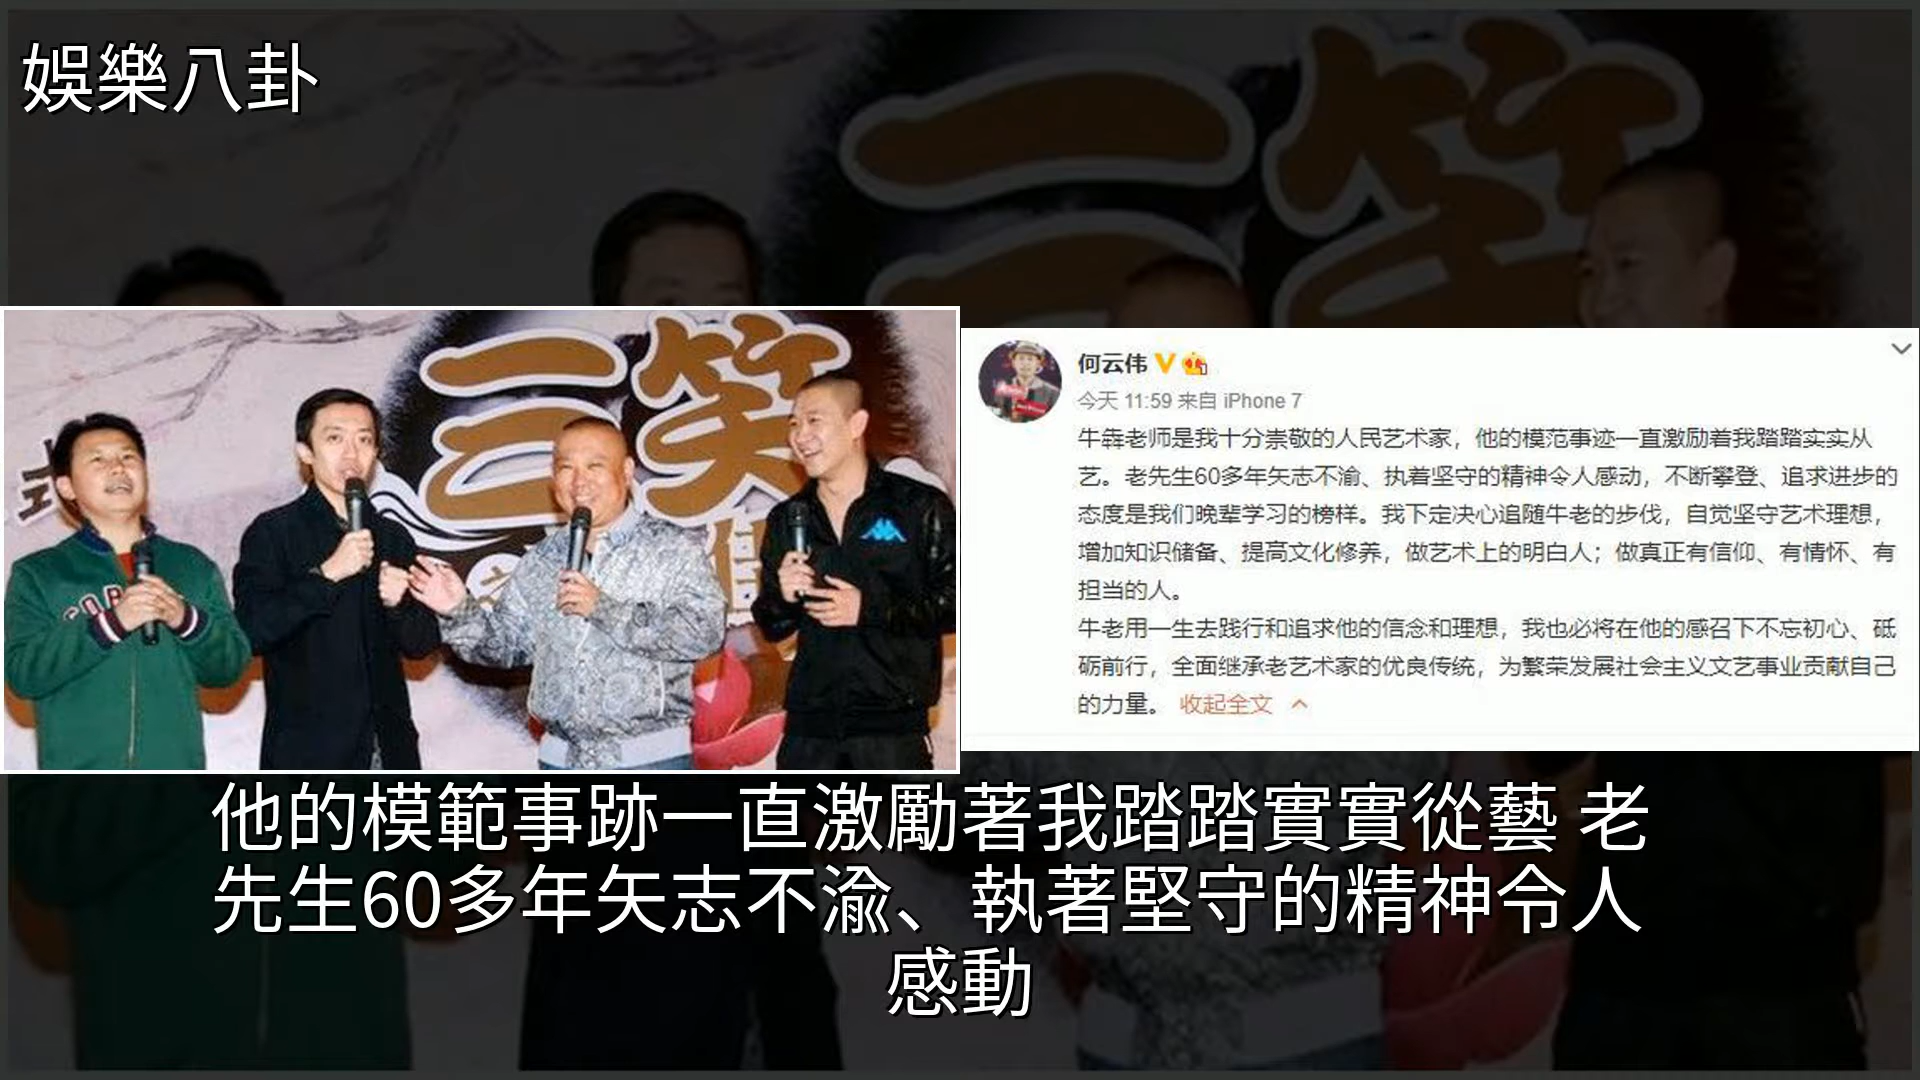 娛樂八卦
三笑
三笑
COR
何云伟
今天 11:59 来自 iPhone 7
牛犇老师是我十分崇敬的人民艺术家，他的模范事迹一直激励着我踏踏实实从
艺。老先生60多年矢志不渝、执着坚守的精神令人感动，不断攀登、追求进步的
态度是我们晚辈学习的榜样。我下定决心追随牛老的步伐，自觉坚守艺术理想，
增加知识储备、提高文化修养，做艺术上的明白人；做真正有信仰、有情怀、有
担当的人。
牛老用一生去践行和追求他的信念和理想，我也必将在他的感召下不忘初心、砥
砺前行，全面继承老艺术家的优良传统，为繁荣发展社会主义文艺事业贡献自己
的力量。 收起全文
他的模範事跡一直激勵著我踏踏實實從藝 老
先生60多年矢志不渝、執著堅守的精神令人
感動